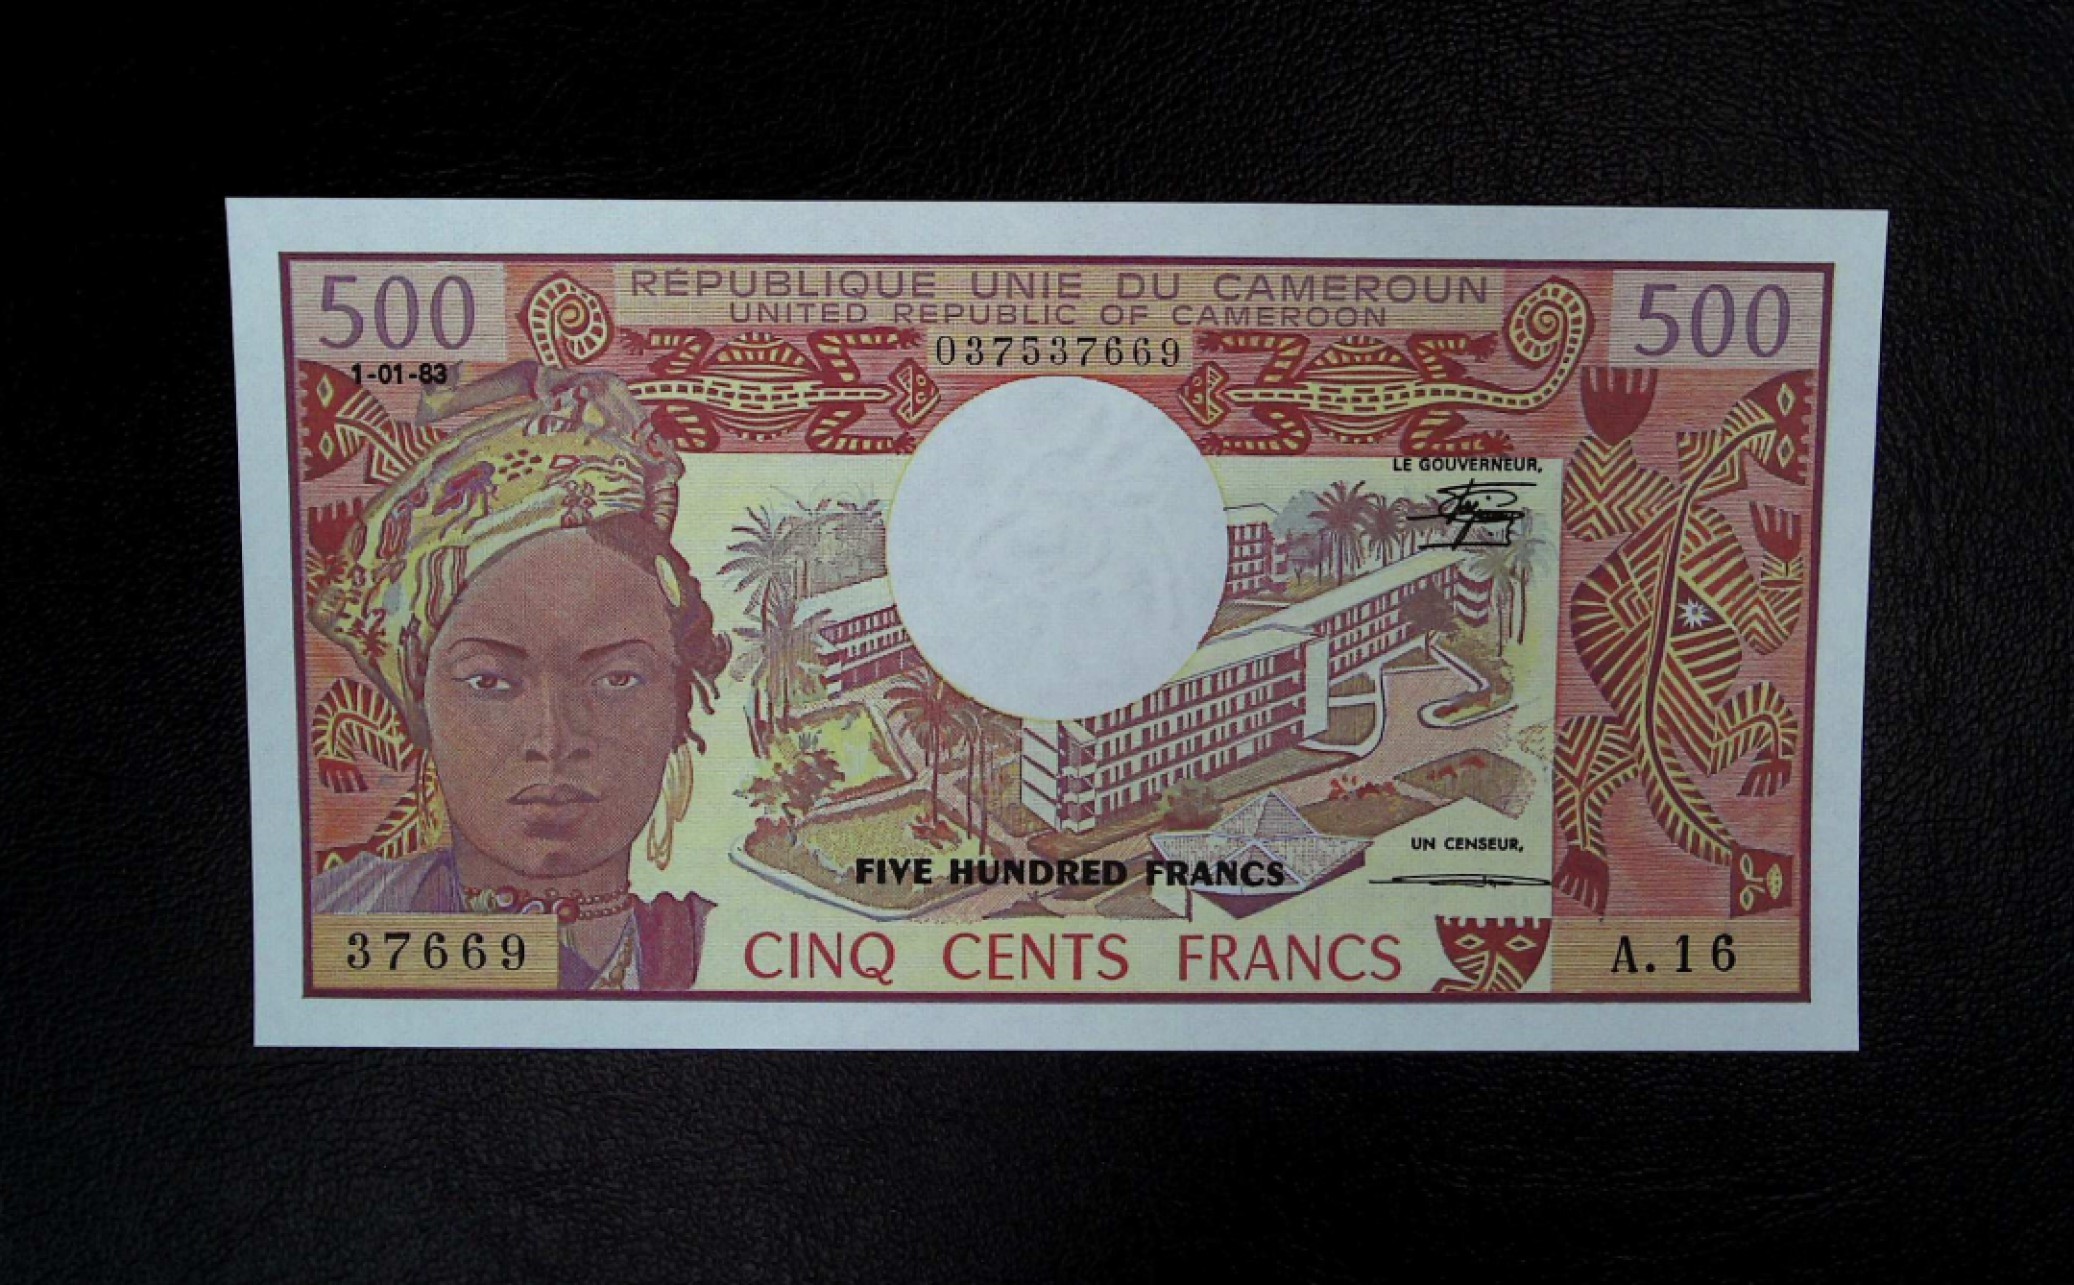 500
RÉPUBLIQUE UNIE DU CAMEROUN
500
UNITED REPUBLIC OF CAMEROON
037537669
1-01-83
LE GOUVERNEUR,
UN CENSEUR,
FIVE HUNDRED FRANCS
CINQ CENTS FRANCS
37669
A.16